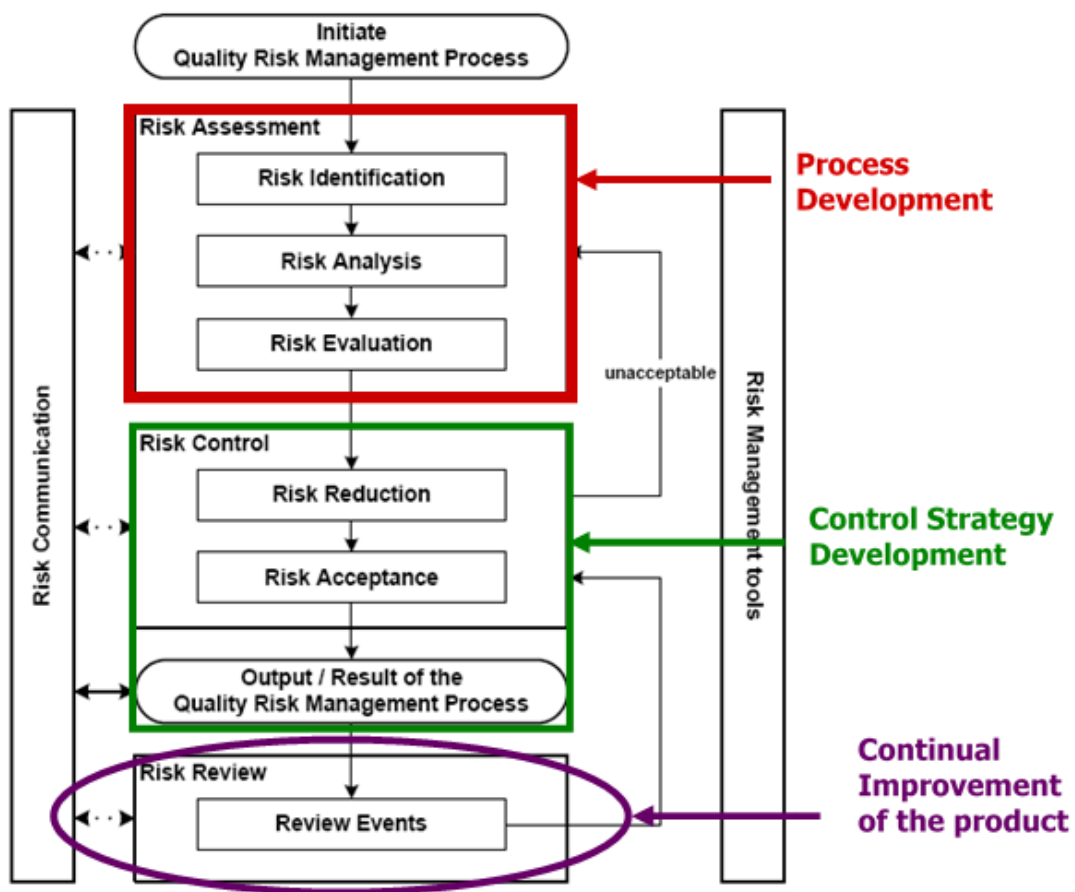 Initiate
Quality Risk Management Process
Risk Assessment
Risk Identification
Risk Analysis
Risk Evaluation
Process
Development
unacceptable
Risk Communication
Risk Management tools
Risk Control
Risk Reduction
Risk Acceptance
Control Strategy
Development
Output / Result of the
Quality Risk Management Process
Risk Review
Review Events
Continual
Improvement
of the product